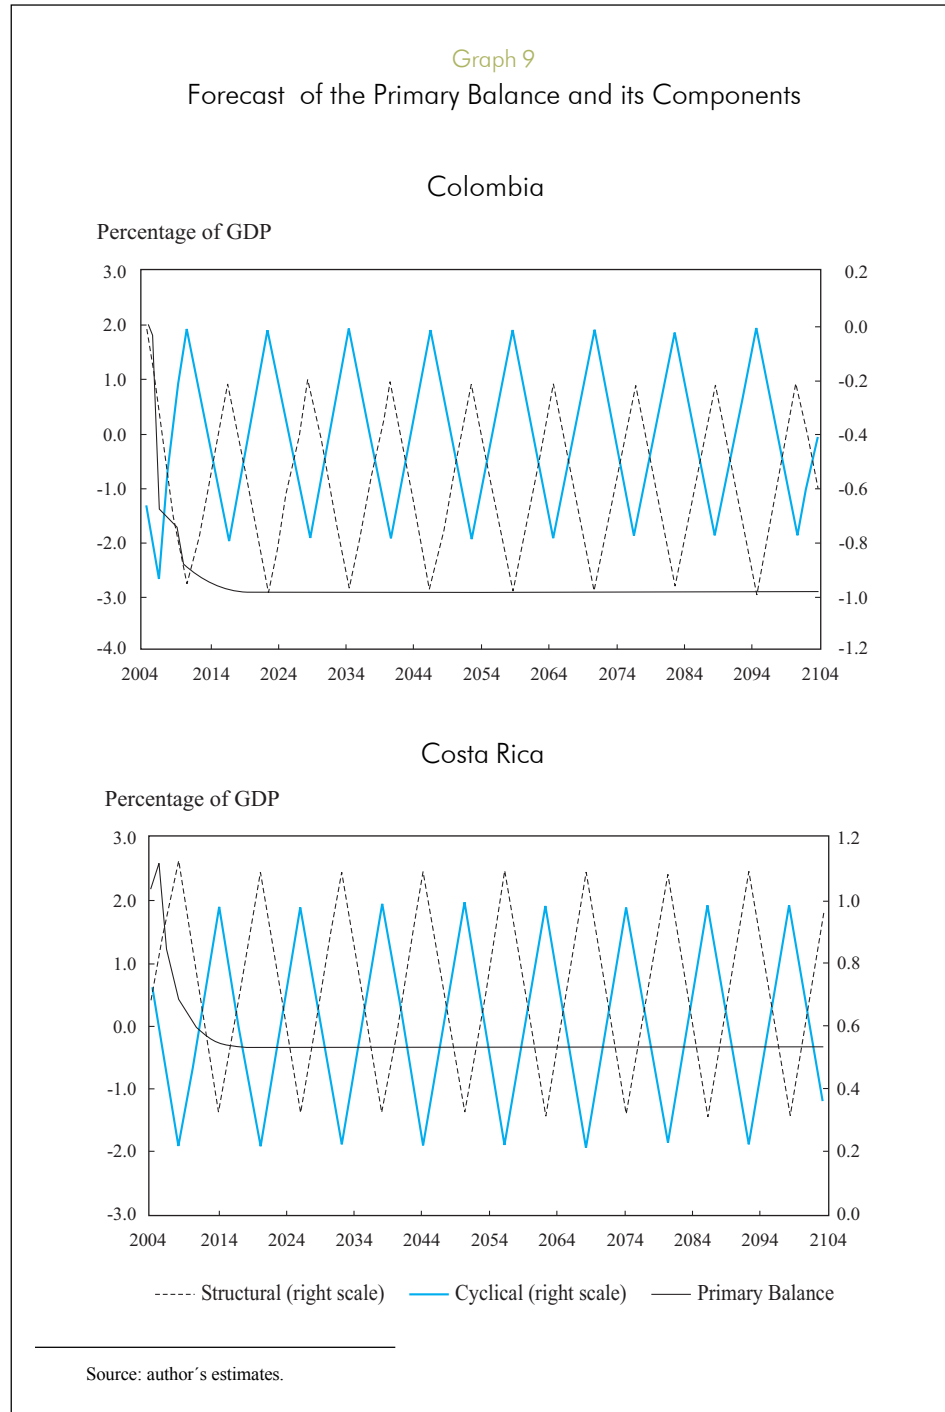 Graph 9
Forecast of the Primary Balance and its Components
Colombia
Percentage of GDP
3.0 0.2
2.0 0.0
1.0 -0.2
0.0 -0.4
-1.0 -0.6
-2.0 -0.8
-3.0 -1.0
-4.0 -1.2
2004 2014 2024 2034 2044 2054 2064 2074 2084 2094 2104
Costa Rica
Percentage of GDP
3.0 1.2
2.0 1.0
1.0 0.8
0.0 0.6
-1.0 0.4
-2.0 0.2
-3.0 0.0
2004 2014 2024 2034 2044 2054 2064 2074 2084 2094 2104
Structural (right scale) Cyclical (right scale) Primary Balance
Source: author´s estimates.